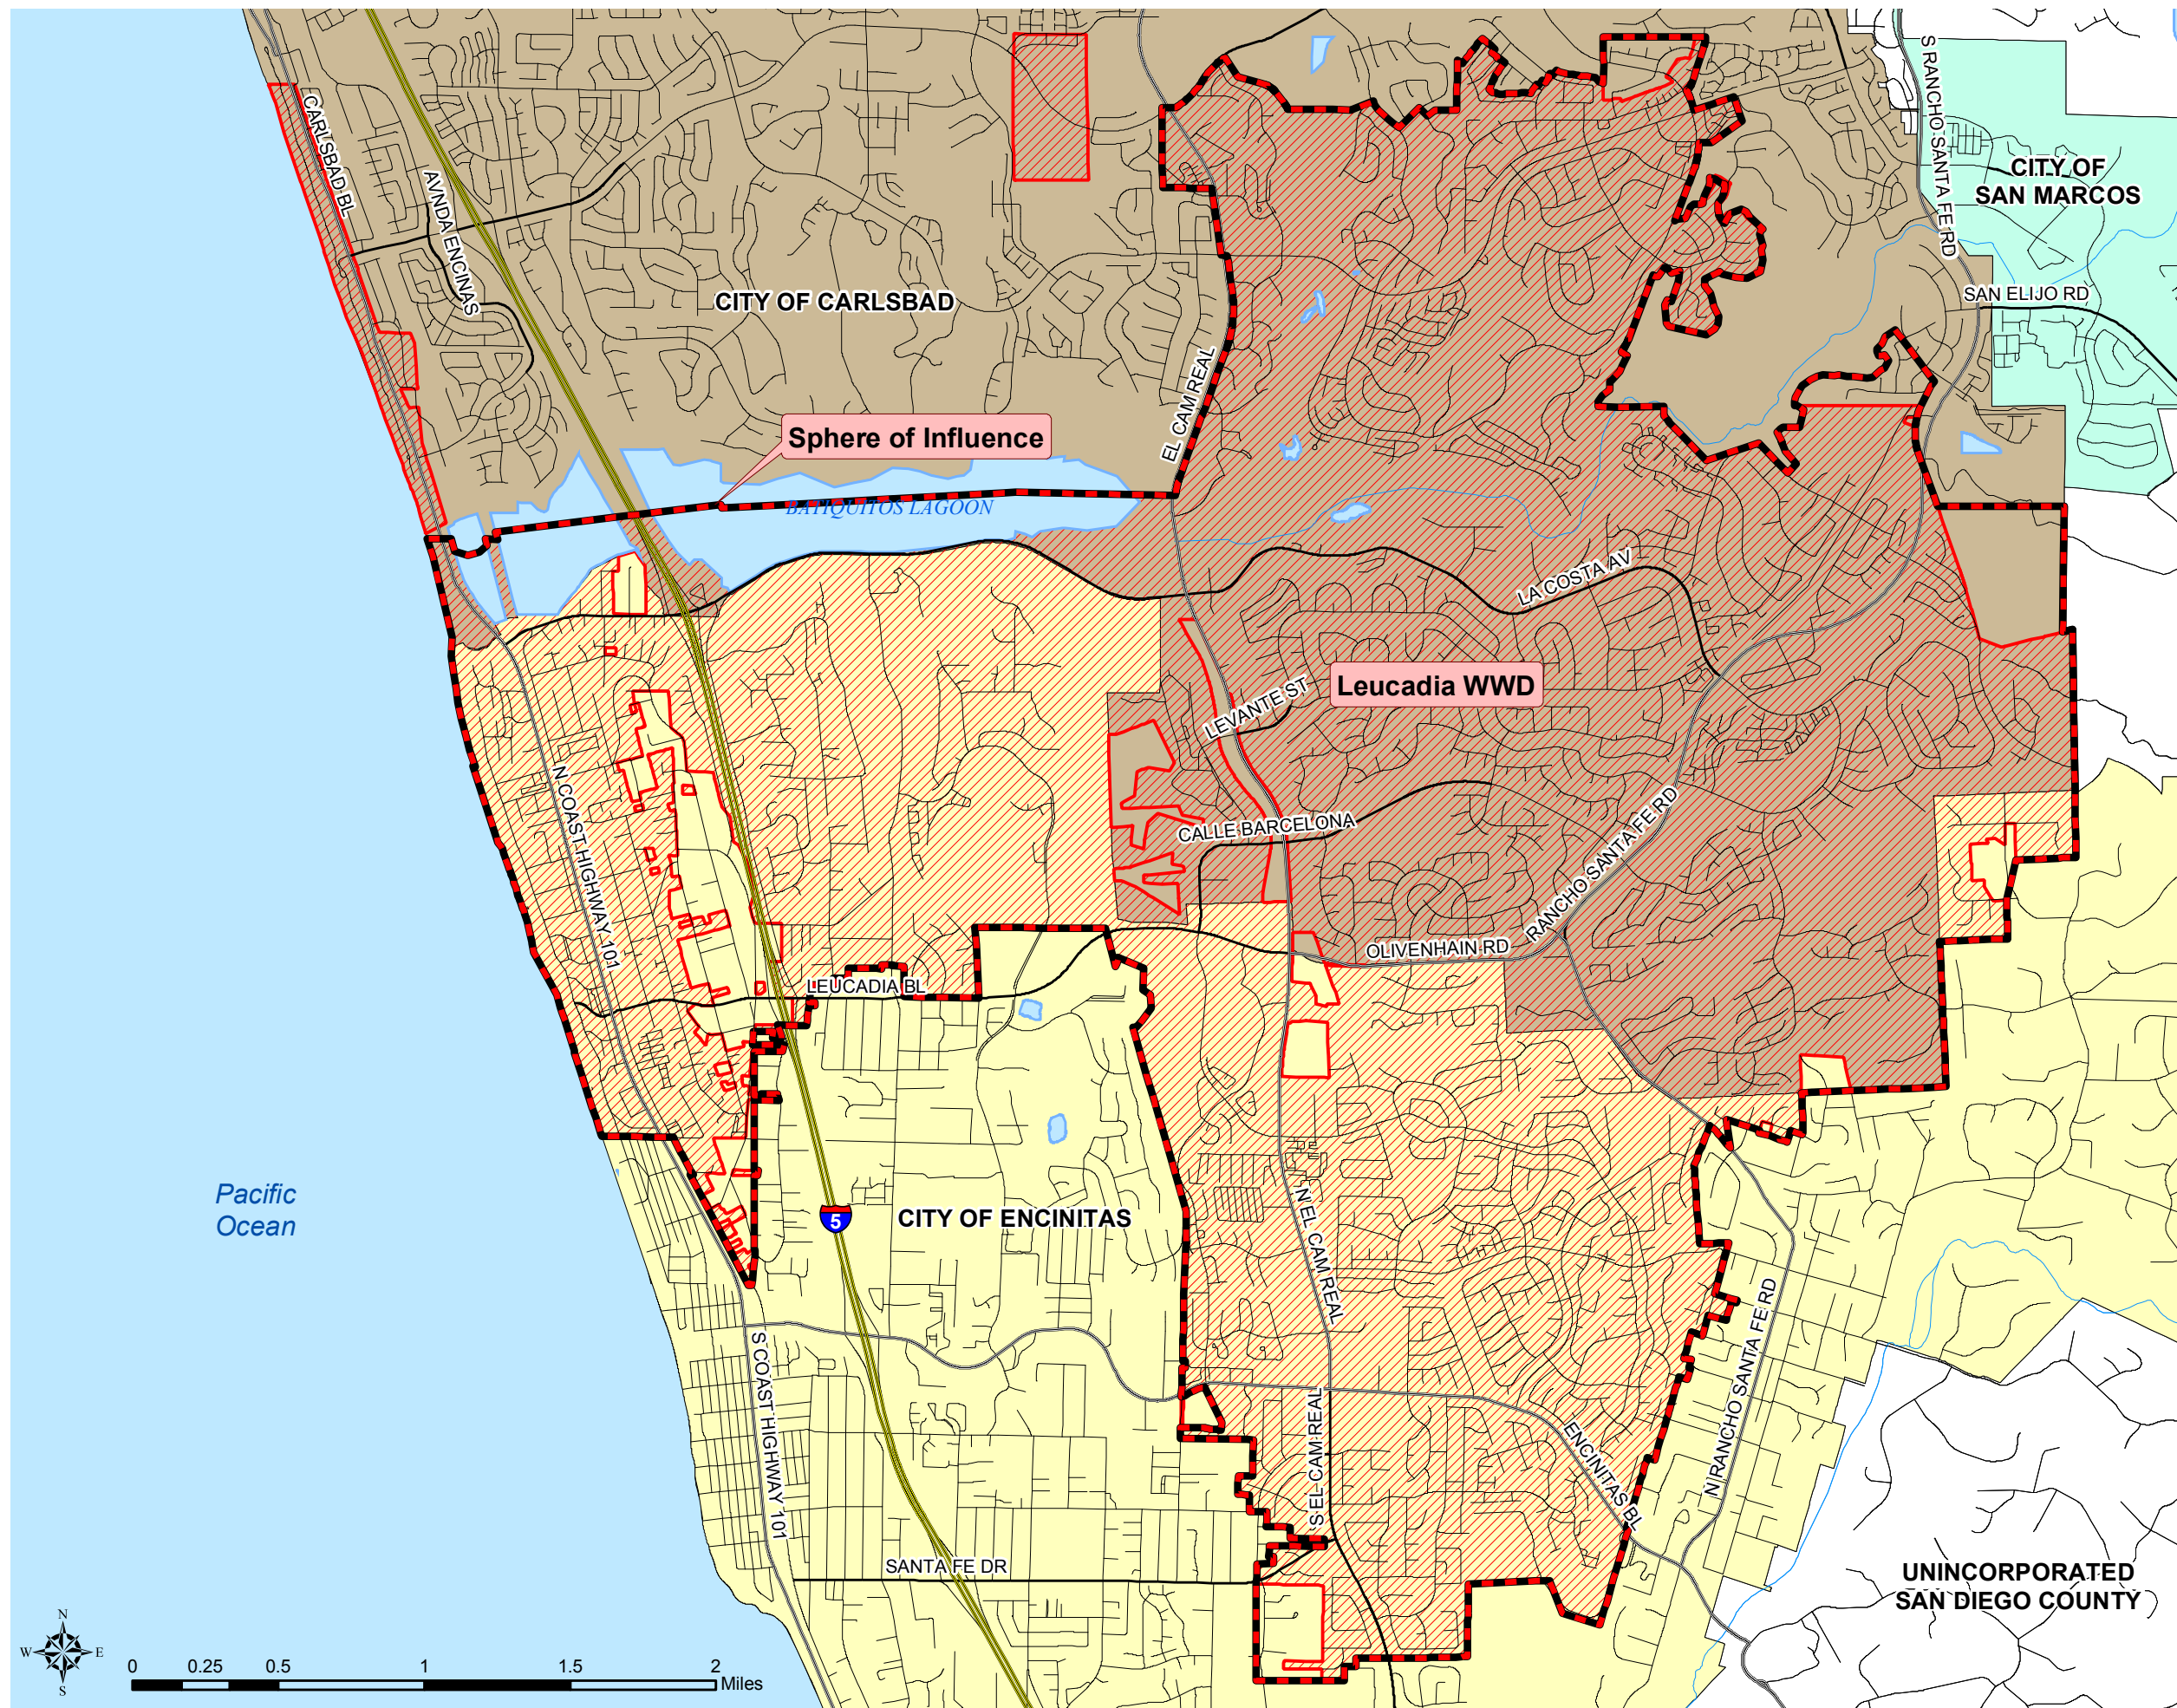 S RANCHO SANTA FE RD
CARLSBAD BL
CITY OF
SAN MARCOS
AVNDA ENCINAS
CITY OF CARLSBAD
SAN ELIJO RD
EL CAM REAL
Sphere of Influence
BATIQUITOS LAGOON
LA COSTA AV
Leucadia WWD
LEVANTE ST
N COAST HIGHWAY 101
CALLE BARCELONA
RANCHO SANTA FE RD
OLIVENHAIN RD
LEUCADIA BL
Pacific
Ocean
5
CITY OF ENCINITAS
N EL CAM REAL
N RANCHO SANTA FE RD
S COAST HIGHWAY 101
S EL CAM REAL
ENCINITAS BL
SANTA FE DR
UNINCORPORATED
SAN DIEGO COUNTY
N
W E
S
0 0.25 0.5 1 1.5 2
Miles